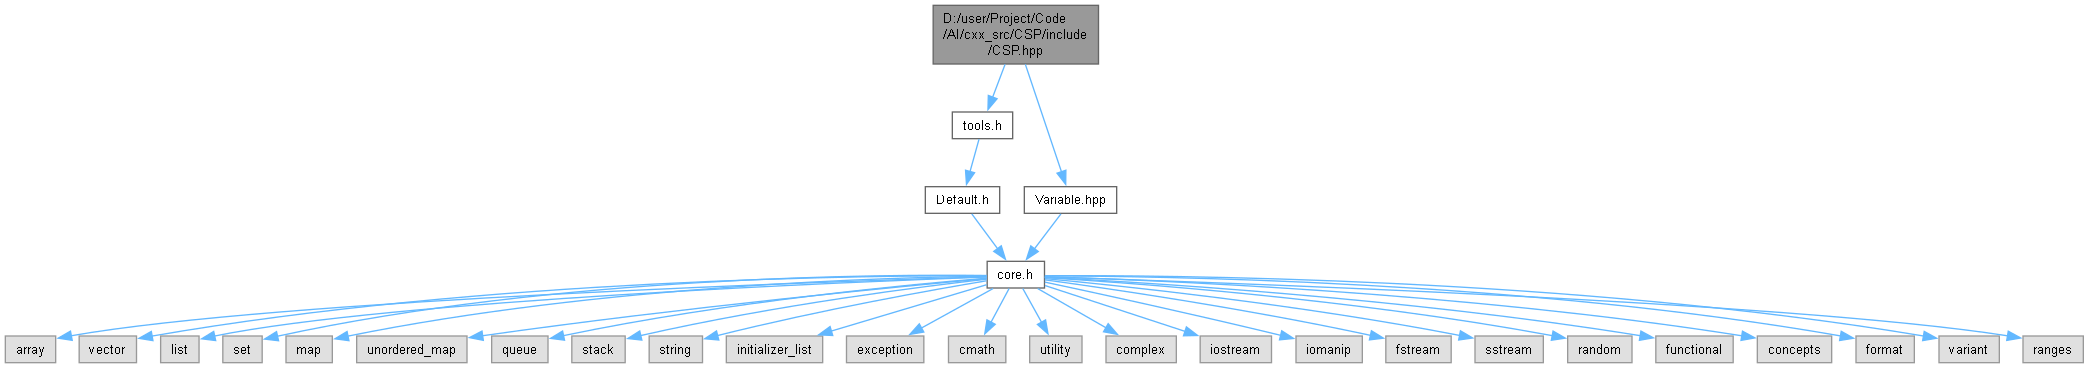 D:/user/Project/Code
/AI/cxx_src/CSP/include
/CSP.hpp
tools.h
Default.h
Variable.hpp
core.h
array
vector
list
set
map
unordered_map
queue
stack
string
initializer_list
exception
cmath
utility
complex
iostream
iomanip
fstream
sstream
random
functional
concepts
format
variant
ranges